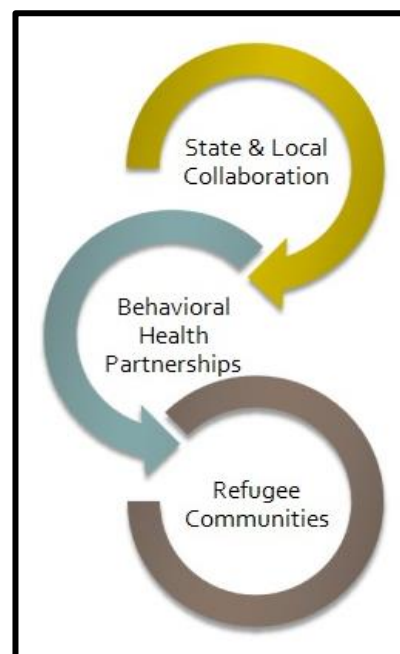 State & Local
Collaboration
Behavioral
Health
Partnerships
Refugee
Communities